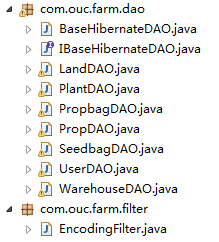 com.ouc.farm.dao
BaseHibernateDAO.java
IBaseHibernateDAO.java
LandDAO.java
PlantDAO.java
PropbagDAO.java
PropDAO.java
SeedbagDAO.java
UserDAO.java
WarehouseDAO.java
com.ouc.farm.filter
EncodingFilter.java